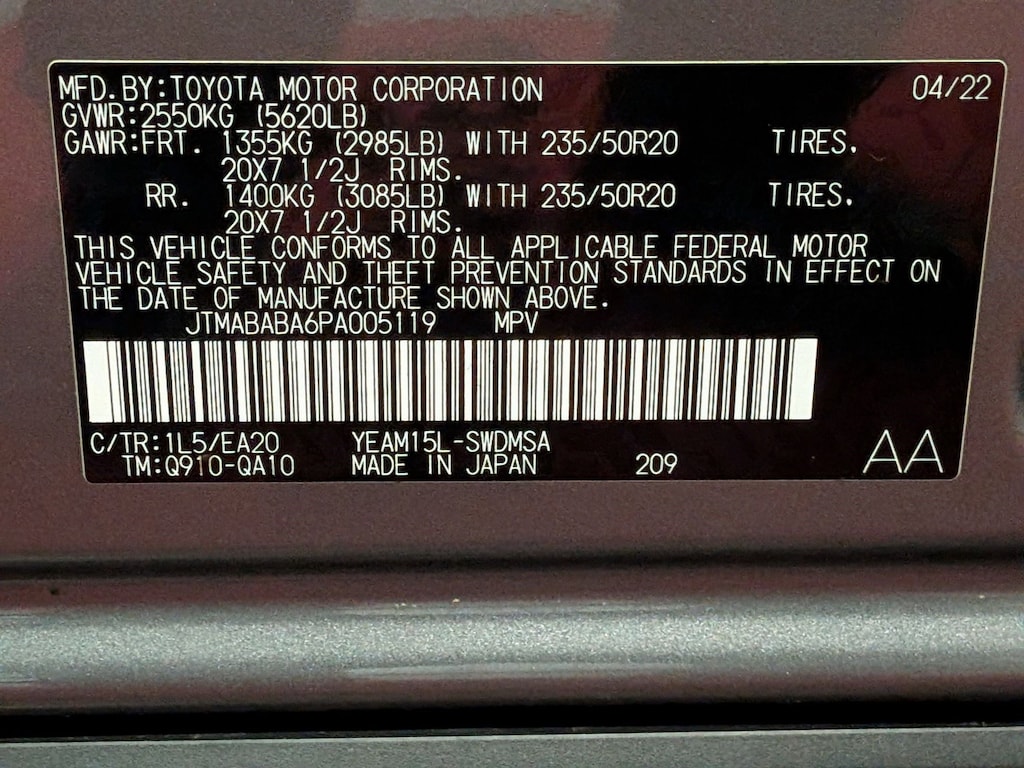 MFD.BY:TOYOTA MOTOR CORPORATION 04/22
GVWR:2550KG (5620LB)
GAWR:FRT. 1355KG (2985LB) WITH 235/50R20 TIRES,
20X7 1/2J RIMS.
RR. 1400KG (3085LB) WITH 235/50R20 TIRES,
20X7 1/2J RIMS.
THIS VEHICLE CONFORMS TO ALL APPLICABLE FEDERAL MOTOR
VEHICLE SAFETY AND THEFT PREVENTION STANDARDS IN EFFECT ON
THE DATE OF MANUFACTURE SHOWN ABOVE.
JTMABABA6PA005119 MPV
C/TR:1L5/EA20 YEAM15L-SWDMSA
TM:Q910-QA10 MADE IN JAPAN 209 AA